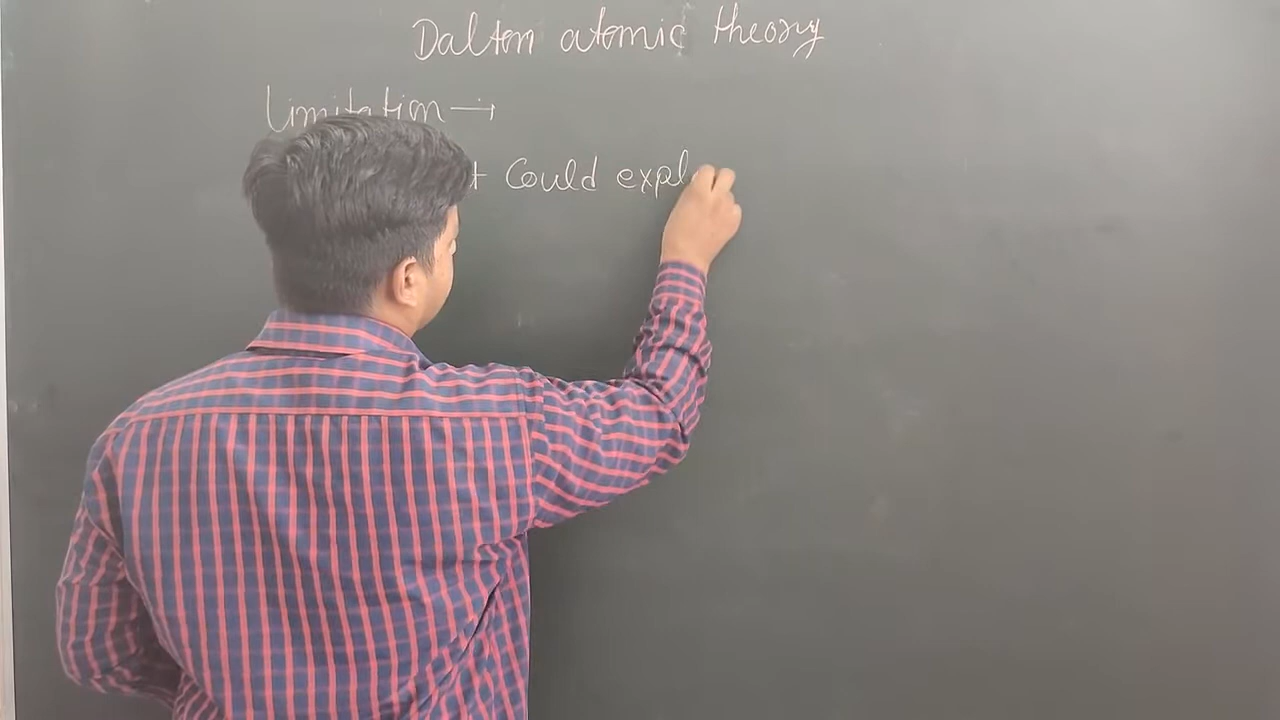 Dalton atomic theory
Limitation →
Could expl